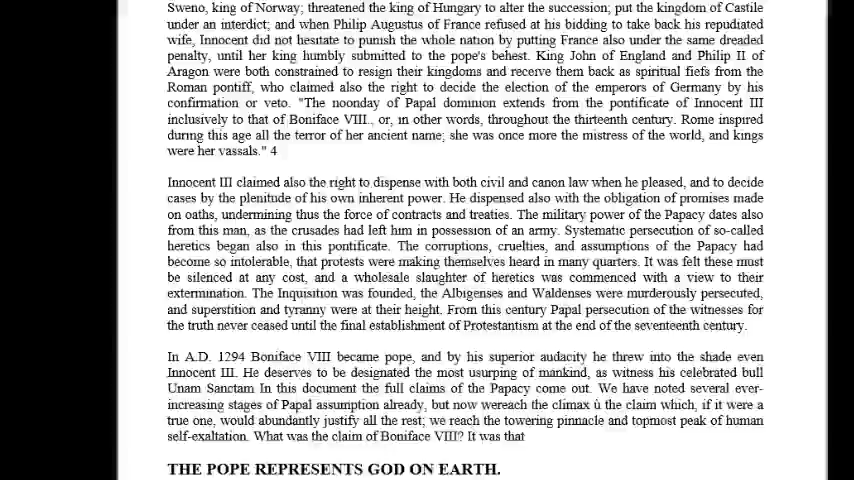 Sweno, king of Norway; threatened the king of Hungary to alter the succession; put the kingdom of Castile
under an interdict; and when Philip Augustus of France refused at his bidding to take back his repudiated
wife, Innocent did not hesitate to punish the whole nation by putting France also under the same dreaded
penalty, until her king humbly submitted to the pope's behest. King John of England and Philip II of
Aragon were both constrained to resign their kingdoms and receive them back as spiritual fiefs from the
Roman pontiff, who claimed also the right to decide the election of the emperors of Germany by his
confirmation or veto. "The noonday of Papal dominion extends from the pontificate of Innocent III
inclusively to that of Boniface VIII., or, in other words, throughout the thirteenth century. Rome inspired
during this age all the terror of her ancient name; she was once more the mistress of the world, and kings
were her vassals." 4
Innocent III claimed also the right to dispense with both civil and canon law when he pleased, and to decide
cases by the plenitude of his own inherent power. He dispensed also with the obligation of promises made
on oaths, undermining thus the force of contracts and treaties. The military power of the Papacy dates also
from this man, as the crusades had left him in possession of an army. Systematic persecution of so-called
heretics began also in this pontificate. The corruptions, cruelties, and assumptions of the Papacy had
become so intolerable, that protests were making themselves heard in many quarters. It was felt these must
be silenced at any cost, and a wholesale slaughter of heretics was commenced with a view to their
extermination. The Inquisition was founded, the Albigenses and Waldenses were murderously persecuted,
and superstition and tyranny were at their height. From this century Papal persecution of the witnesses for
the truth never ceased until the final establishment of Protestantism at the end of the seventeenth century.
In A.D. 1294 Boniface VIII became pope, and by his superior audacity he threw into the shade even
Innocent III. He deserves to be designated the most usurping of mankind, as witness his celebrated bull
Unam Sanctam In this document the full claims of the Papacy come out. We have noted several ever-
increasing stages of Papal assumption already, but now wereach the climax ù the claim which, if it were a
true one, would abundantly justify all the rest; we reach the towering pinnacle and topmost peak of human
self-exaltation. What was the claim of Boniface VIII? It was that
THE POPE REPRESENTS GOD ON EARTH.